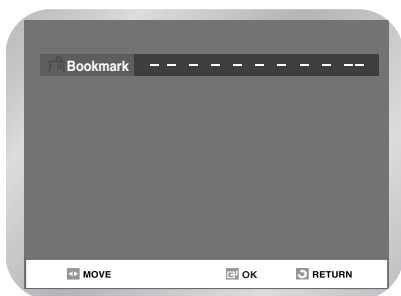 Bookmark – – – – – – – – – – –
MOVE OK RETURN